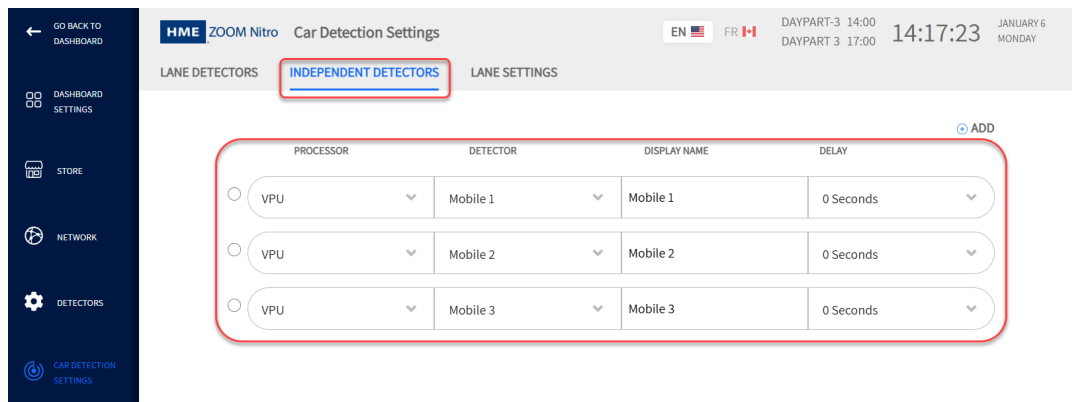 GO BACK TO
DASHBOARD
DASHBOARD
SETTINGS
STORE
NETWORK
DETECTORS
CAR DETECTION
SETTINGS
HME ZOOM Nitro Car Detection Settings
EN FR
DAYPART-3 14:00
DAYPART 3 17:00
14:17:23
JANUARY 6
MONDAY
LANE DETECTORS INDEPENDENT DETECTORS LANE SETTINGS
ADD
PROCESSOR DETECTOR DISPLAY NAME DELAY
VPU Mobile 1 Mobile 1 0 Seconds
VPU Mobile 2 Mobile 2 0 Seconds
VPU Mobile 3 Mobile 3 0 Seconds